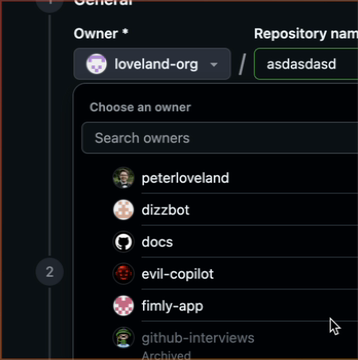 General
Owner *
Repository nam
loveland-org
/
asdasdasd
Choose an owner
Search owners
peterloveland
dizzbot
docs
2
evil-copilot
fimly-app
github-interviews
Archived